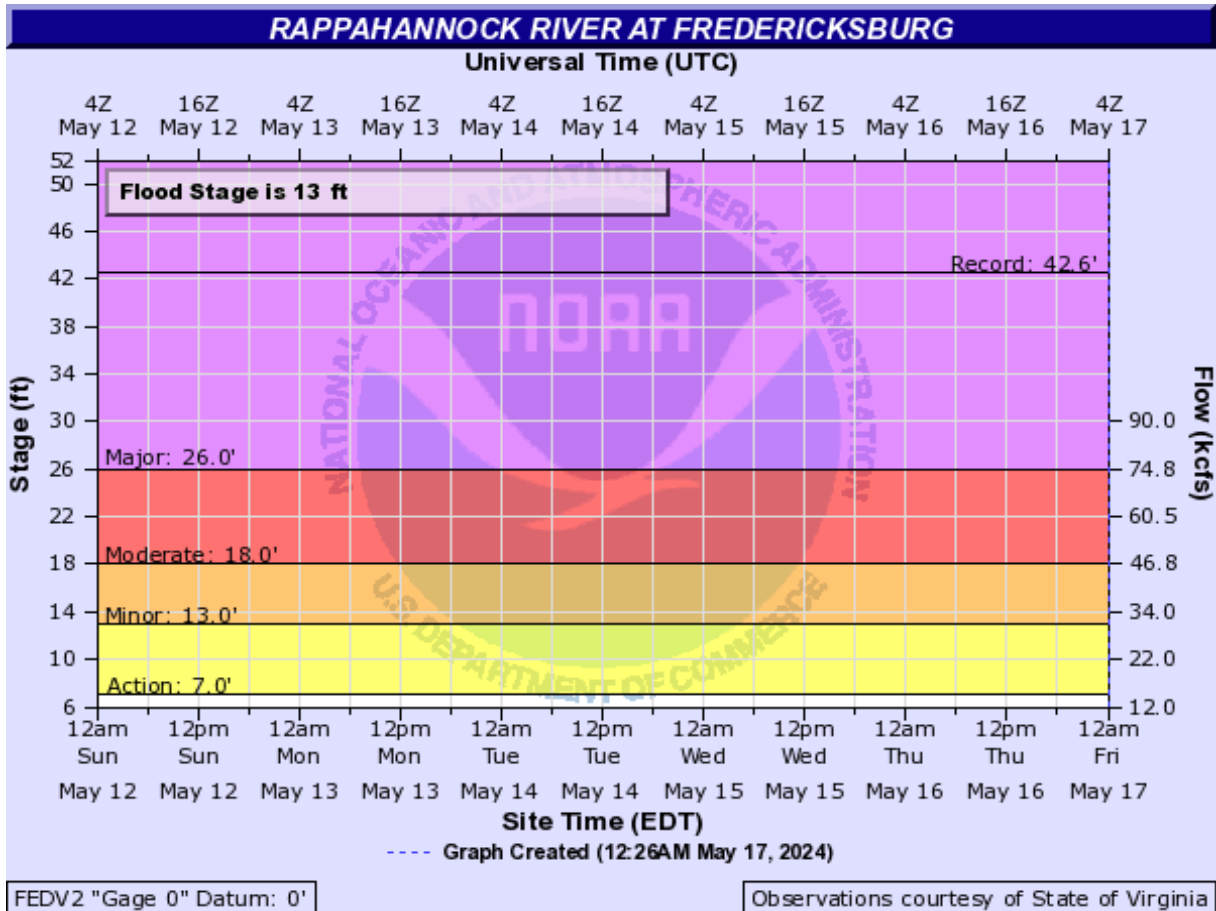 RAPPAHANNOCK RIVER AT FREDERICKSBURG
Universal Time (UTC)
4Z 16Z 4Z 16Z 4Z 16Z 4Z 16Z 4Z 16Z 4Z
May 12 May 12 May 13 May 13 May 14 May 14 May 15 May 15 May 16 May 16 May 17
Flood Stage is 13 ft
Record: 42.6'
Major: 26.0'
Moderate: 18.0'
Minor: 13.0'
Action: 7.0'
NATIONAL OCEANIC AND ATMOSPHERIC ADMINISTRATION
NOAA
U.S. DEPARTMENT OF COMMERCE
Stage (ft)
52
50
46
42
38
34
30
26
22
18
14
10
6
Flow (kcfs)
90.0
74.8
60.5
46.8
34.0
22.0
12.0
12am 12pm 12am 12pm 12am 12pm 12am 12pm 12am 12pm 12am
Sun Sun Mon Mon Tue Tue Wed Wed Thu Thu Fri
May 12 May 12 May 13 May 13 May 14 May 14 May 15 May 15 May 16 May 16 May 17
Site Time (EDT)
---- Graph Created (12:26AM May 17, 2024)
FEDV2 "Gage 0" Datum: 0'
Observations courtesy of State of Virginia